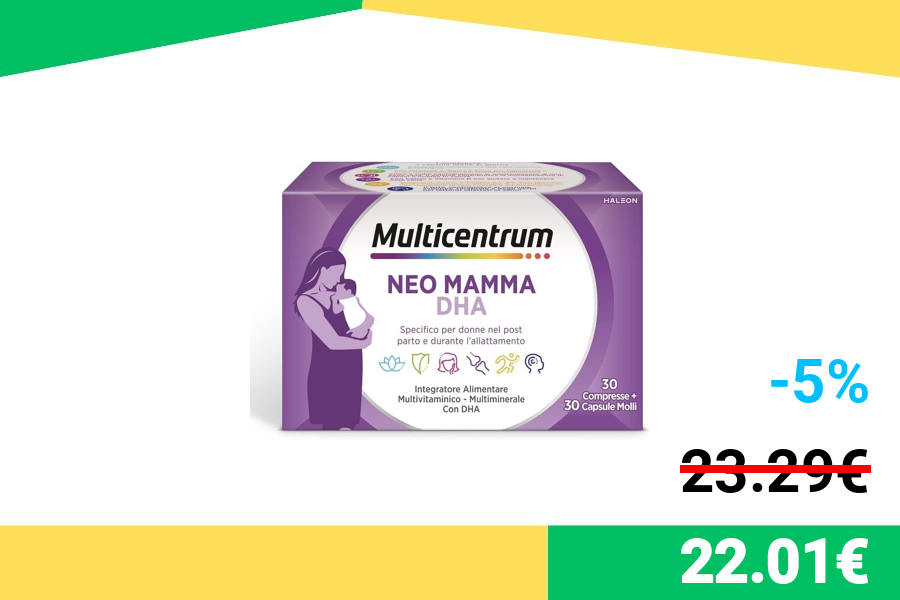 HALEON
Multicentrum
NEO MAMMA
DHA
Specifico per donne nel post
parto e durante l'allattamento
Integratore Alimentare
Multivitaminico - Multiminerale
Con DHA
30
Compresse +
30 Capsule Molli
-5%
23.29€
22.01€